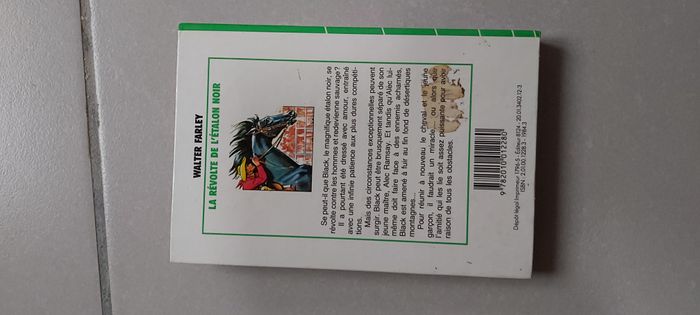 WALTER FARLEY
LA RÉVOLTE DE L'ÉTALON NOIR
Se peut-il que Black, le magnifique étalon noir, se
révolte contre les hommes et redevienne sauvage ?
Il a pourtant été dressé avec amour, entraîné
avec une infinie patience aux plus dures compéti-
tions.
Mais des circonstances exceptionnelles peuvent
surgir. Black peut être brusquement séparé de son
jeune maître, Alec Ramsay. Et tandis qu'Alec lui-
même doit faire face à des ennemis acharnés,
Black est amené à fuir au fin fond de désertiques
montagnes...
Pour réunir à nouveau le cheval et le jeune
garçon, il faudrait un miracle, ou alors que
l'amitié qui les lie soit assez puissante pour avoir
raison de tous les obstacles.
9 782010 012280